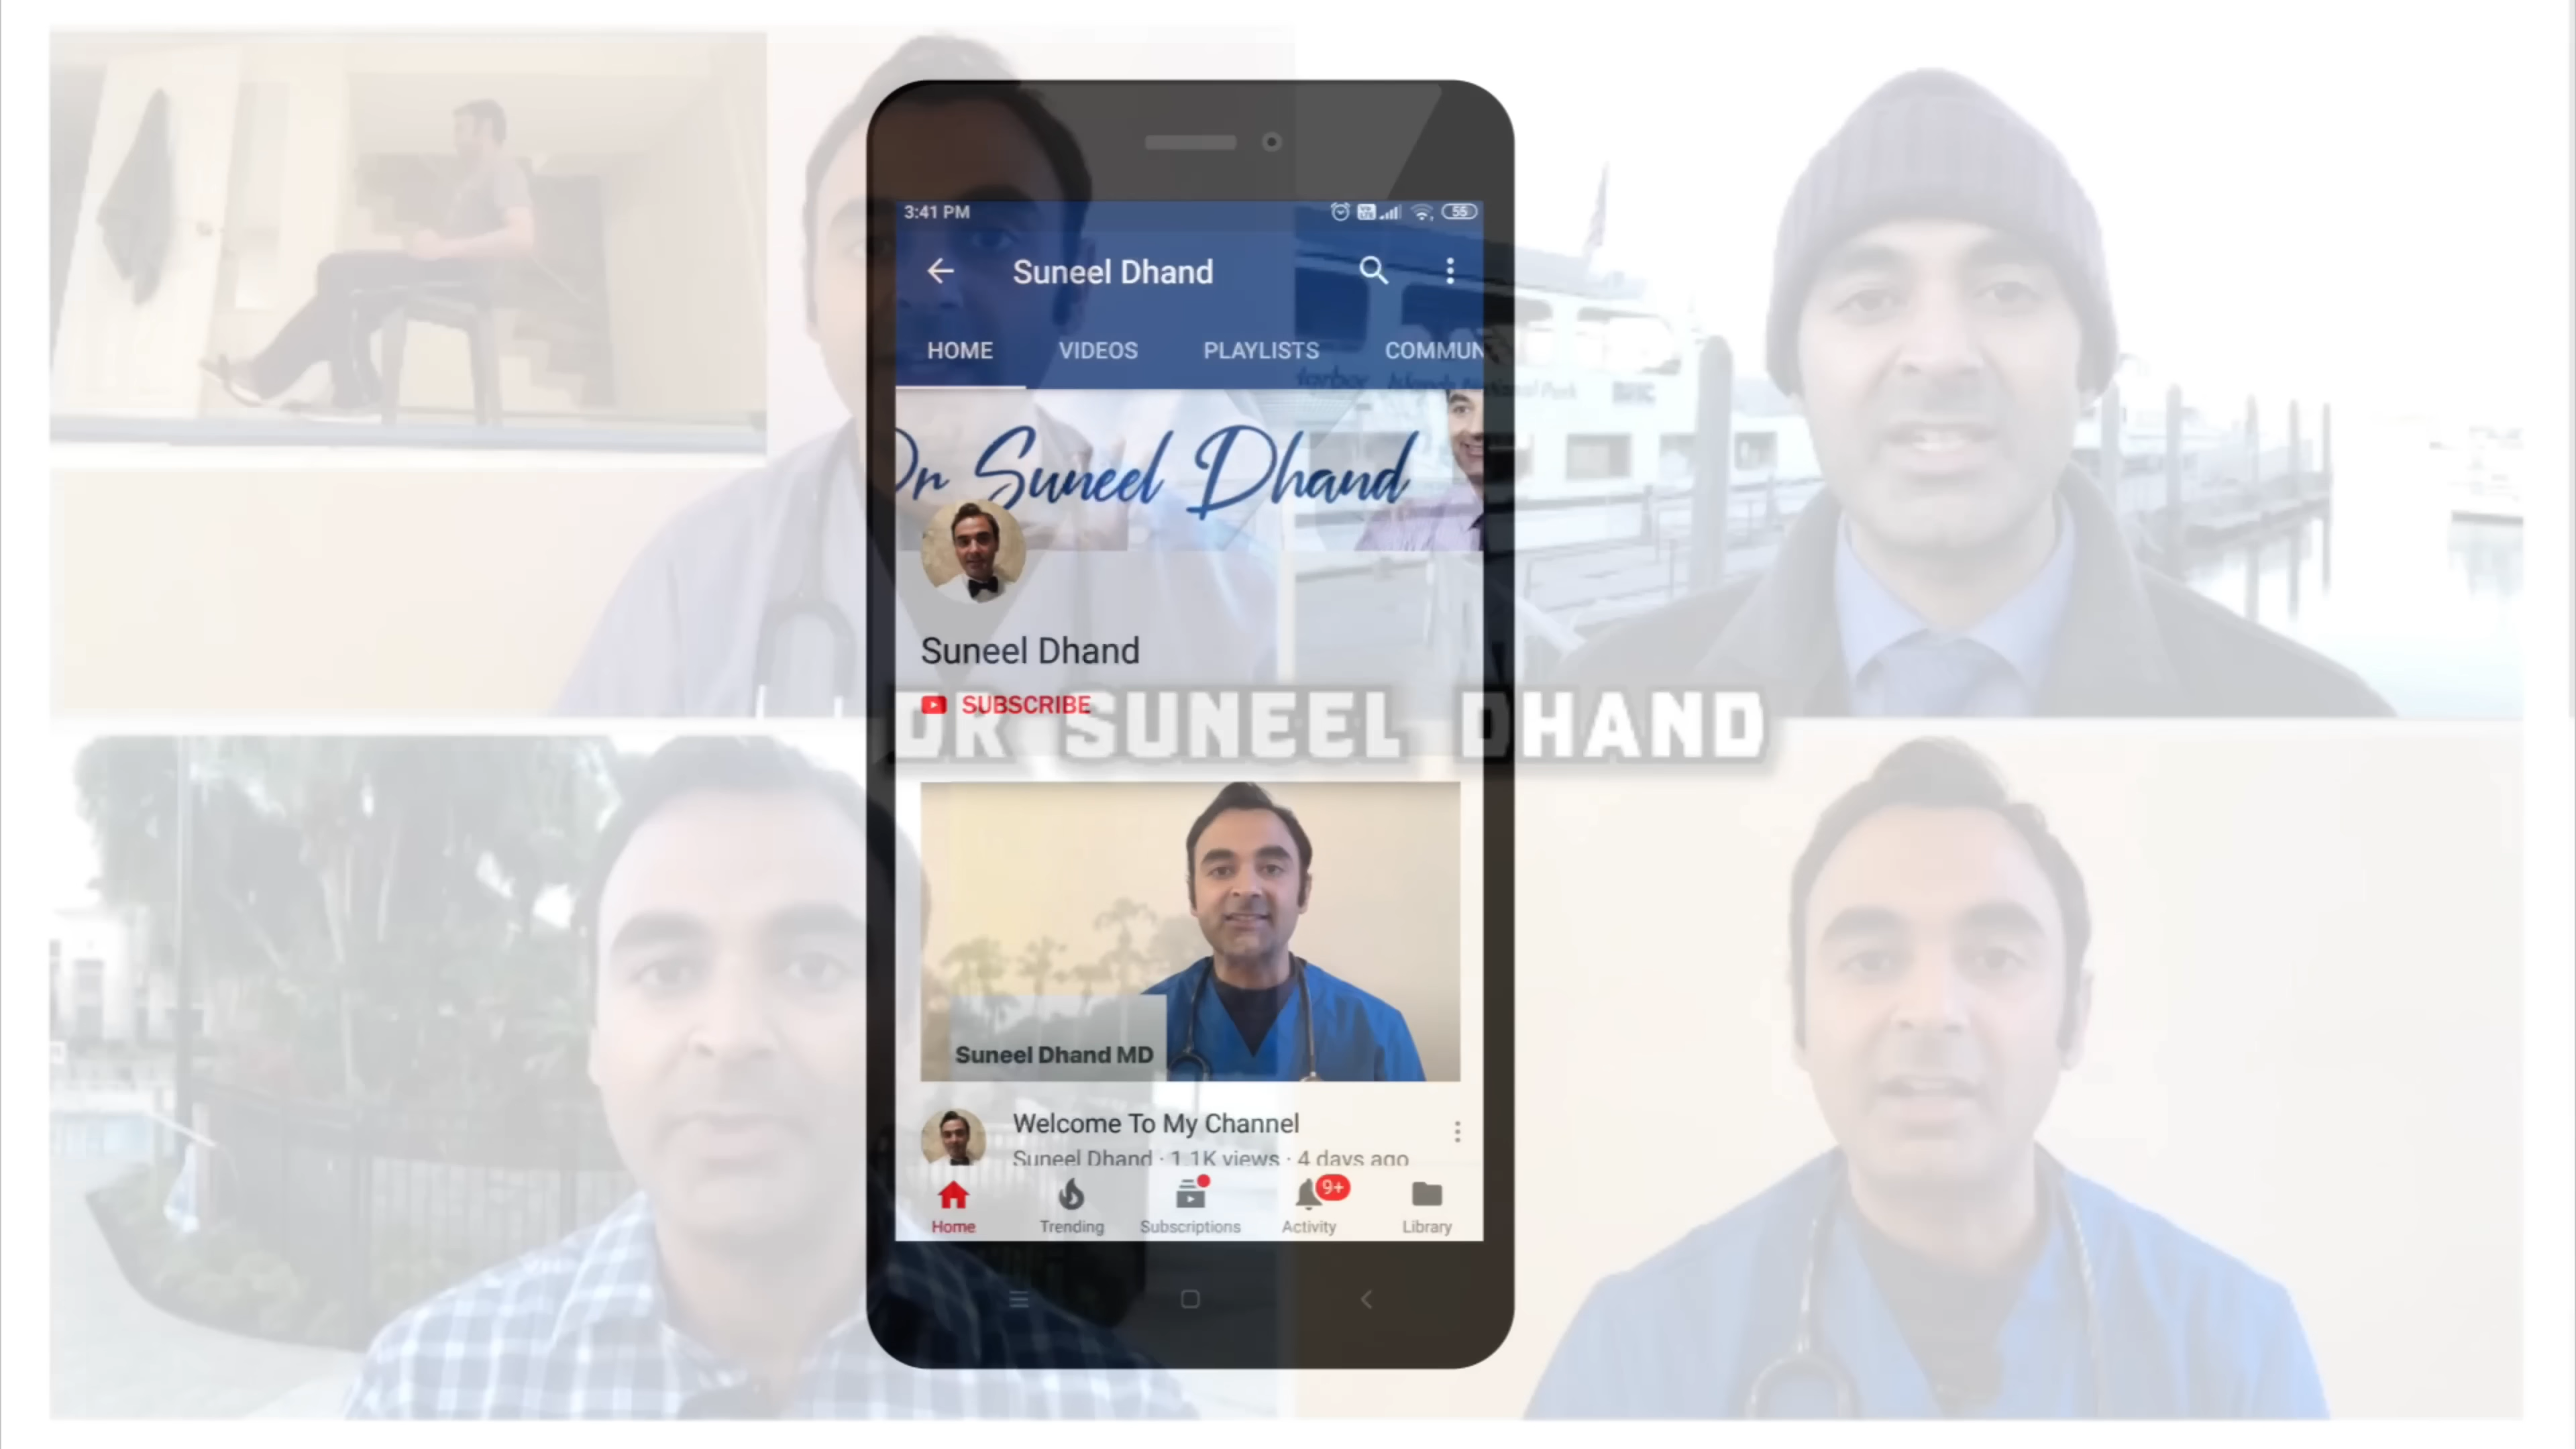 3:41 PM
55
Suneel Dhand
HOME VIDEOS PLAYLISTS COMMUN
Dr Suneel Dhand
Suneel Dhand
SUBSCRIBE
DR SUNEEL DHAND
Suneel Dhand MD
Welcome To My Channel
Suneel Dhand · 1.1K views · 4 days ago
9+
Home Trending Subscriptions Activity Library